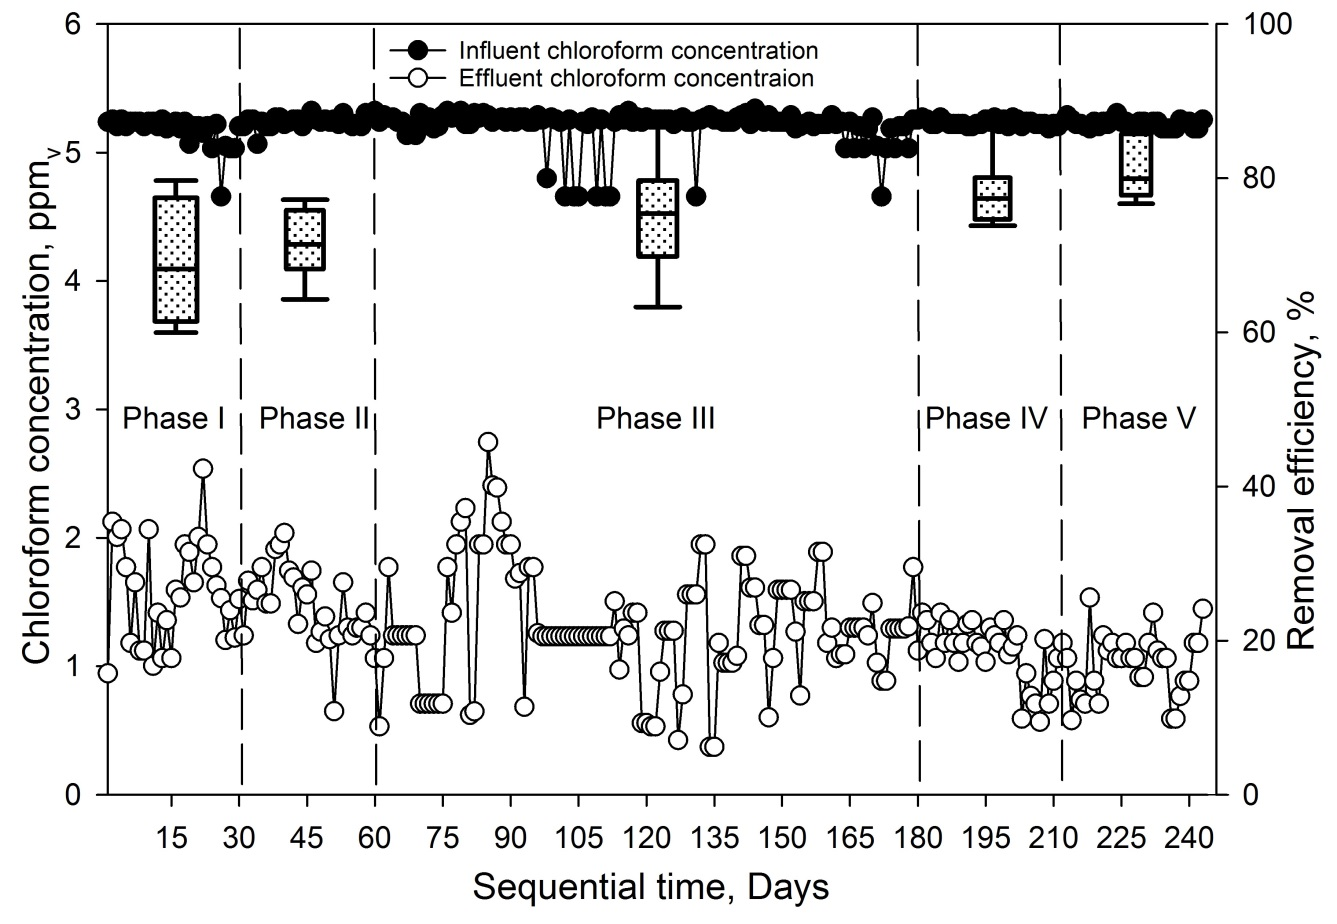 Influent chloroform concentration
Effluent chloroform concentraion
Chloroform concentration, ppmv
6
5
4
3
2
1
0
Removal efficiency, %
100
80
60
40
20
0
Phase I
Phase II
Phase III
Phase IV
Phase V
15 30 45 60 75 90 105 120 135 150 165 180 195 210 225 240
Sequential time, Days